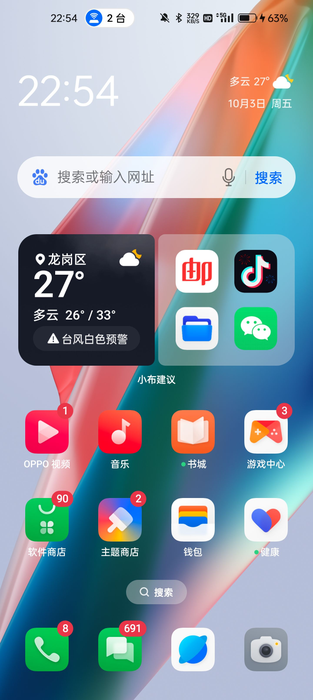 22:54 2 台 329 KB/S HD 5G 63%
22:54
多云 27°
10月3日 周五
搜索或输入网址 搜索
龙岗区
27°
多云 26° / 33°
台风白色预警
邮
小布建议
1 3
OPPO 视频 音乐 书城 游戏中心
90 2
软件商店 主题商店 钱包 健康
搜索
8 691